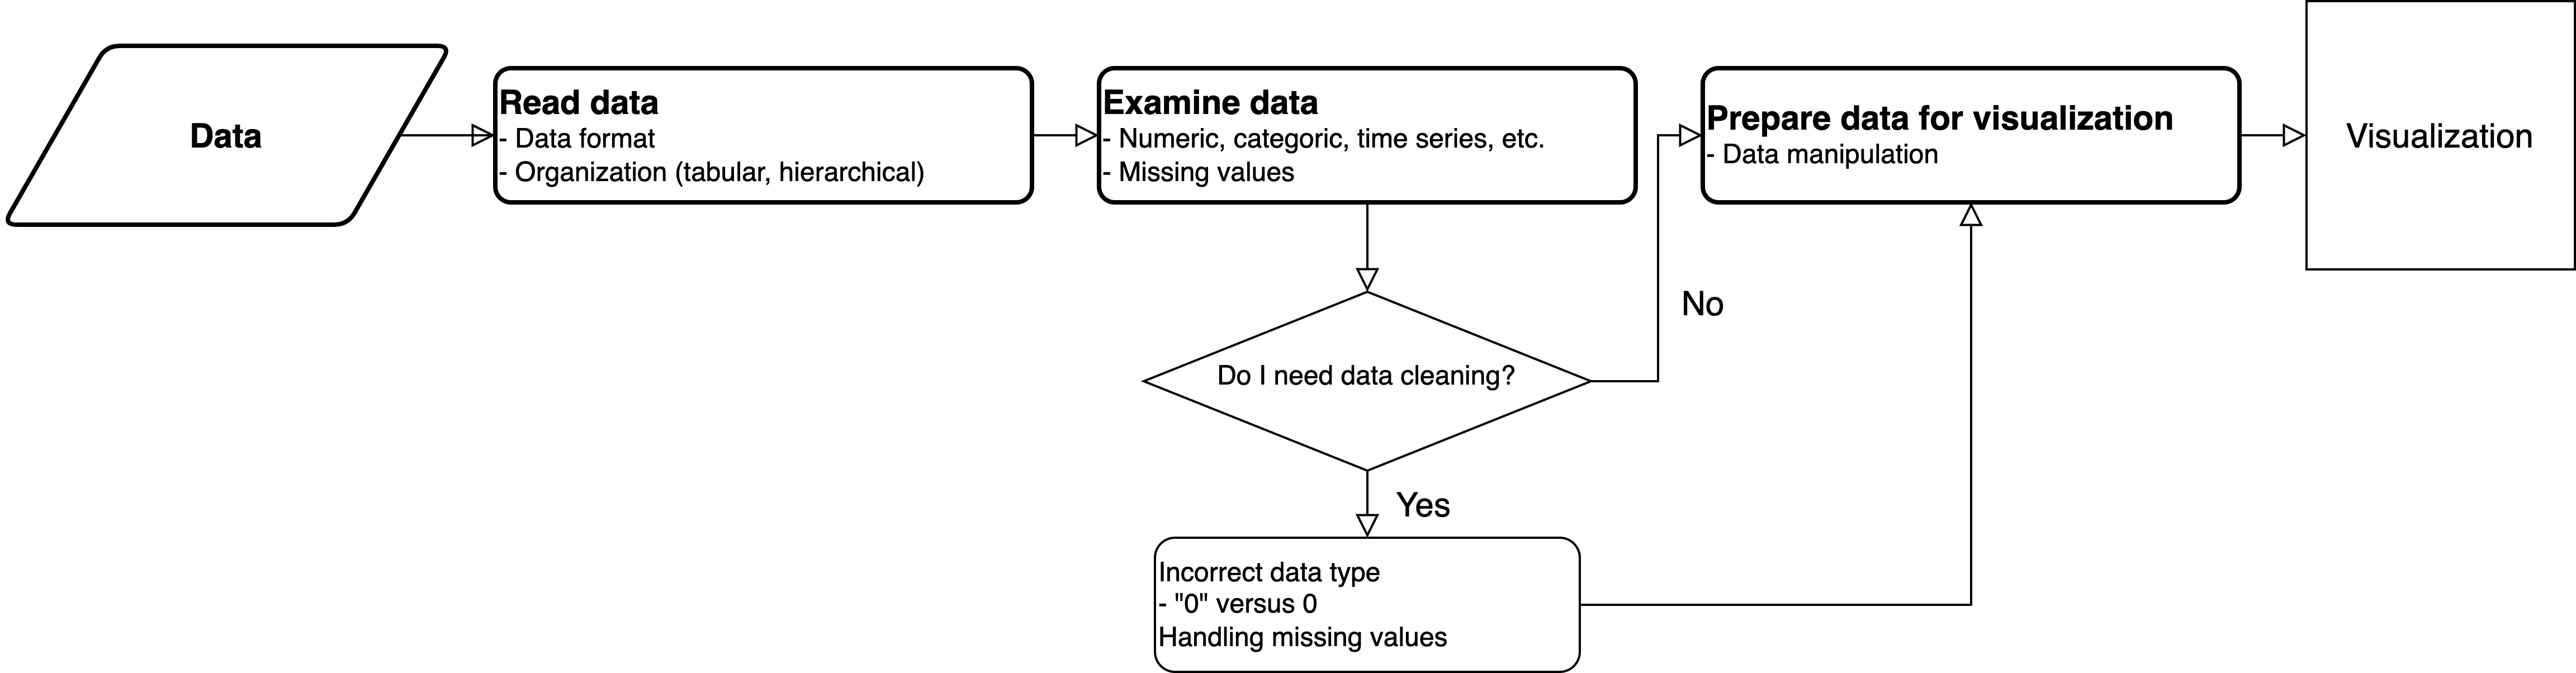 Data
Read data
- Data format
- Organization (tabular, hierarchical)
Examine data
- Numeric, categoric, time series, etc.
- Missing values
Prepare data for visualization
- Data manipulation
Visualization
No
Do I need data cleaning?
Yes
Incorrect data type
- "0" versus 0
Handling missing values